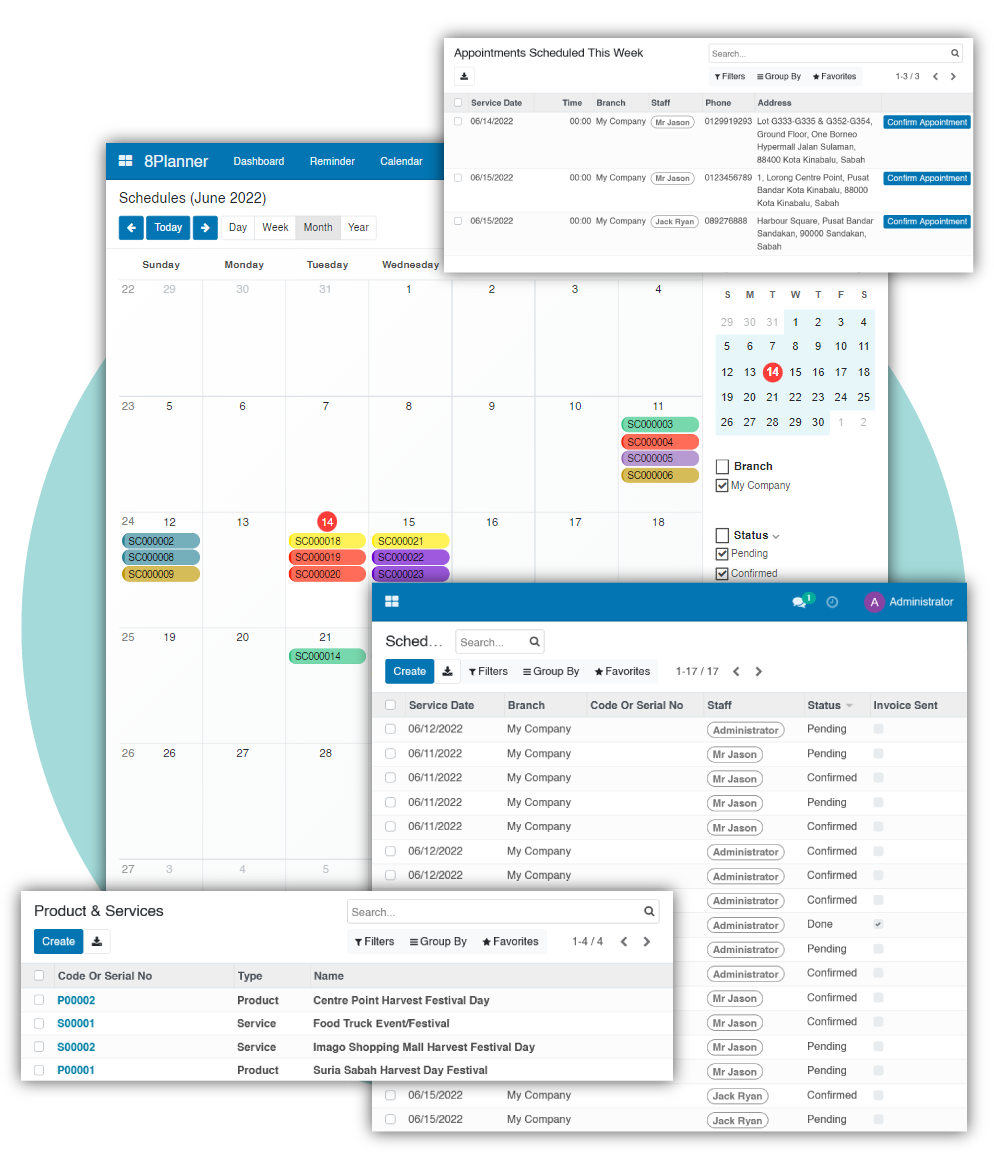 Appointments Scheduled This Week
Search...
Filters Group By Favorites 1-3 / 3
Service Date Time Branch Staff Phone Address
06/14/2022 00:00 My Company Mr Jason 0129919293 Lot G333-G335 & G352-G354, Confirm Appointment
Ground Floor, One Borneo
Hypermall Jalan Sulaman,
88400 Kota Kinabalu, Sabah
06/15/2022 00:00 My Company Mr Jason 0123456789 1, Lorong Centre Point, Pusat Confirm Appointment
Bandar Kota Kinabalu, 88000
Kota Kinabalu, Sabah
06/15/2022 00:00 My Company Jack Ryan 089276888 Harbour Square, Pusat Bandar Confirm Appointment
Sandakan, 90000 Sandakan,
Sabah
8Planner Dashboard Reminder Calendar
Schedules (June 2022)
Today Day Week Month Year
Sunday Monday Tuesday Wednesday
22 29 30 31 1 2 3 4
23 5 6 7 8 9 10 11
SC000003
SC000004
SC000005
SC000006
24 12 13 14 15 16 17 18
SC000002 SC000018 SC000021
SC000008 SC000019 SC000022
SC000009 SC000020 SC000023
25 19 20 21
SC000014
26 26 27 28
27 3 4 5
S M T W T F S
29 30 31 1 2 3 4
5 6 7 8 9 10 11
12 13 14 15 16 17 18
19 20 21 22 23 24 25
26 27 28 29 30 1 2
Branch
My Company
Status
Pending
Confirmed
1 A Administrator
Sched... Search...
Create Filters Group By Favorites 1-17 / 17
Service Date Branch Code Or Serial No Staff Status Invoice Sent
06/12/2022 My Company Administrator Pending
06/11/2022 My Company Mr Jason Pending
06/11/2022 My Company Mr Jason Confirmed
06/11/2022 My Company Mr Jason Pending
06/11/2022 My Company Mr Jason Confirmed
06/12/2022 My Company Administrator Confirmed
06/12/2022 My Company Administrator Confirmed
Administrator Confirmed
Administrator Done
Administrator Pending
Administrator Confirmed
Mr Jason Confirmed
Mr Jason Confirmed
Mr Jason Pending
Mr Jason Pending
06/15/2022 My Company Jack Ryan Confirmed
06/15/2022 My Company Jack Ryan Pending
Product & Services Search...
Create Filters Group By Favorites 1-4 / 4
Code Or Serial No Type Name
P00002 Product Centre Point Harvest Festival Day
S00001 Service Food Truck Event/Festival
S00002 Service Imago Shopping Mall Harvest Festival Day
P00001 Product Suria Sabah Harvest Day Festival